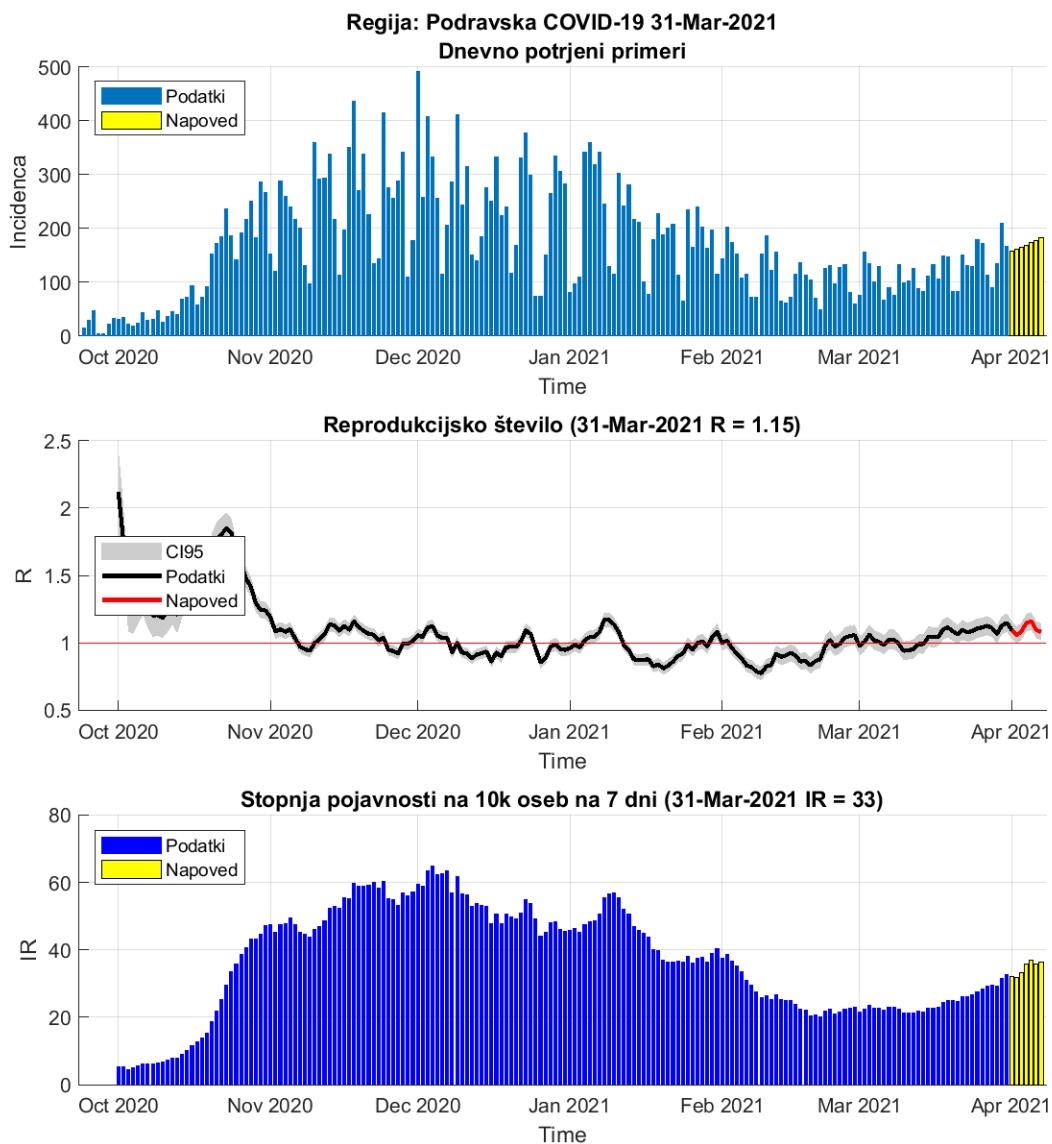 Regija: Podravska COVID-19 31-Mar-2021
Dnevno potrjeni primeri
500
400
300
200
100
0
Incidenca
Podatki
Napoved
Oct 2020 Nov 2020 Dec 2020 Jan 2021 Feb 2021 Mar 2021 Apr 2021
Time
Reprodukcijsko število (31-Mar-2021 R = 1.15)
2.5
2
1.5
1
0.5
R
CI95
Podatki
Napoved
Oct 2020 Nov 2020 Dec 2020 Jan 2021 Feb 2021 Mar 2021 Apr 2021
Time
Stopnja pojavnosti na 10k oseb na 7 dni (31-Mar-2021 IR = 33)
80
60
40
20
0
IR
Podatki
Napoved
Oct 2020 Nov 2020 Dec 2020 Jan 2021 Feb 2021 Mar 2021 Apr 2021
Time